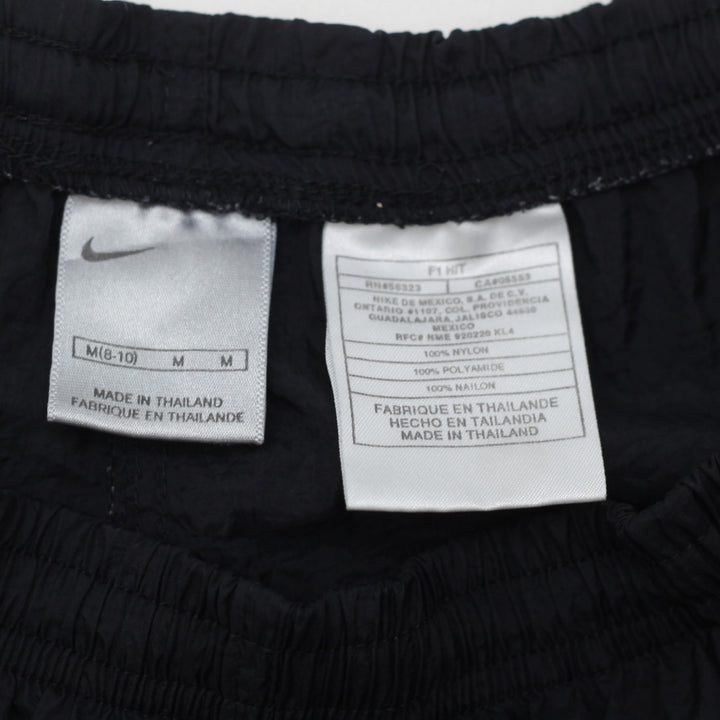 M(8-10) M M
MADE IN THAILAND
FABRIQUE EN THAILANDE
F1 HIT
RN#56323 CA#05553
NIKE DE MEXICO, S.A. DE C.V.
ONTARIO #1107, COL. PROVIDENCIA
GUADALAJARA, JALISCO 44630
MEXICO
RFC# NME 920220 KL4
100% NYLON
100% POLYAMIDE
100% NAILON
FABRIQUE EN THAILANDE
HECHO EN TAILANDIA
MADE IN THAILAND